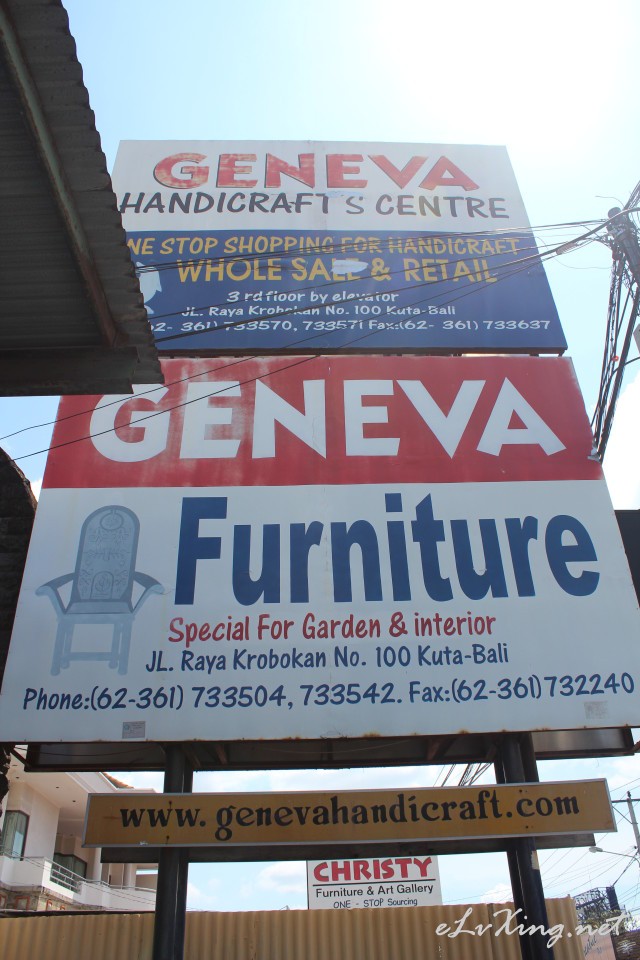 GENEVA
HANDICRAFT S CENTRE
NE STOP SHOPPING FOR HANDICRAFT
WHOLE SALE & RETAIL
3 rd floor by elevator
JL. Raya Krobokan No. 100 Kuta-Bali
62- 361) 733570, 733571 Fax:(62- 361) 733637
GENEVA
Furniture
Special For Garden & interior
JL. Raya Krobokan No. 100 Kuta-Bali
Phone:(62-361) 733504, 733542. Fax:(62-361) 732240
www.genevahandicraft.com
CHRISTY
Furniture & Art Gallery
ONE - STOP Sourcing
eLvXing.net